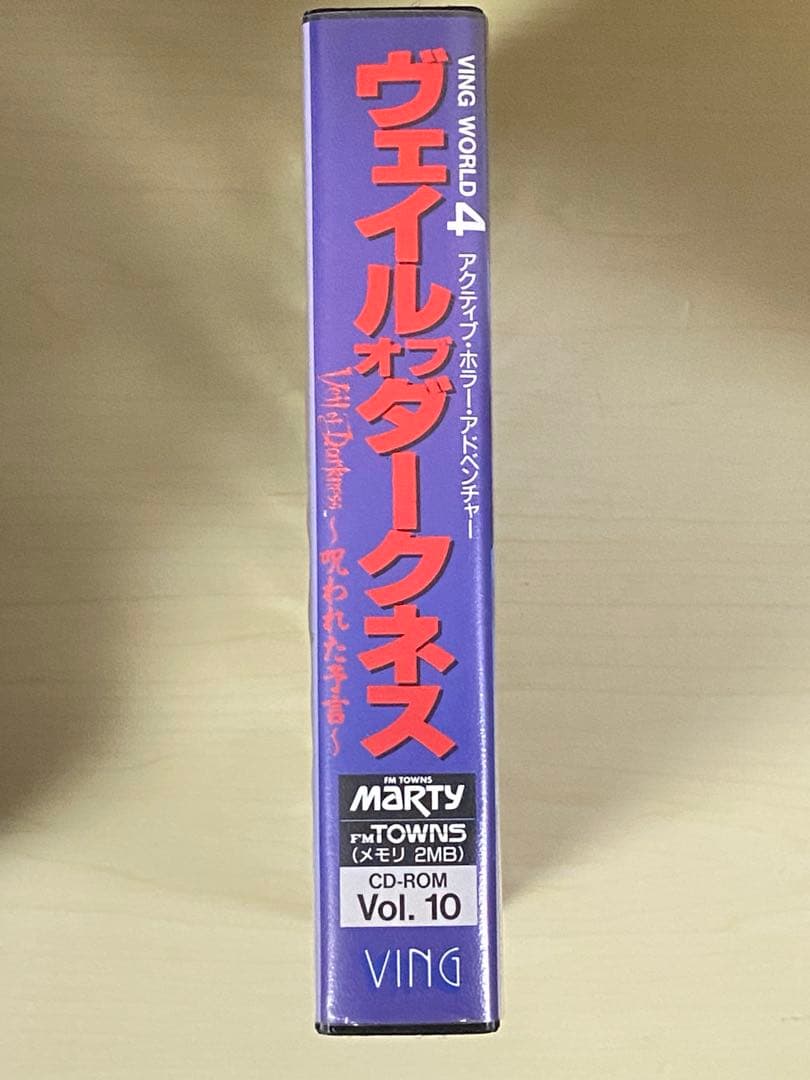 VING WORLD 4 アクティブ・ホラー・アドベンチャー
ヴェイルオブダークネス
Veil of Darkness 〜呪われた予言〜
FM TOWNS
MARTY
FM TOWNS
(メモリ 2MB)
CD-ROM
Vol. 10
VING